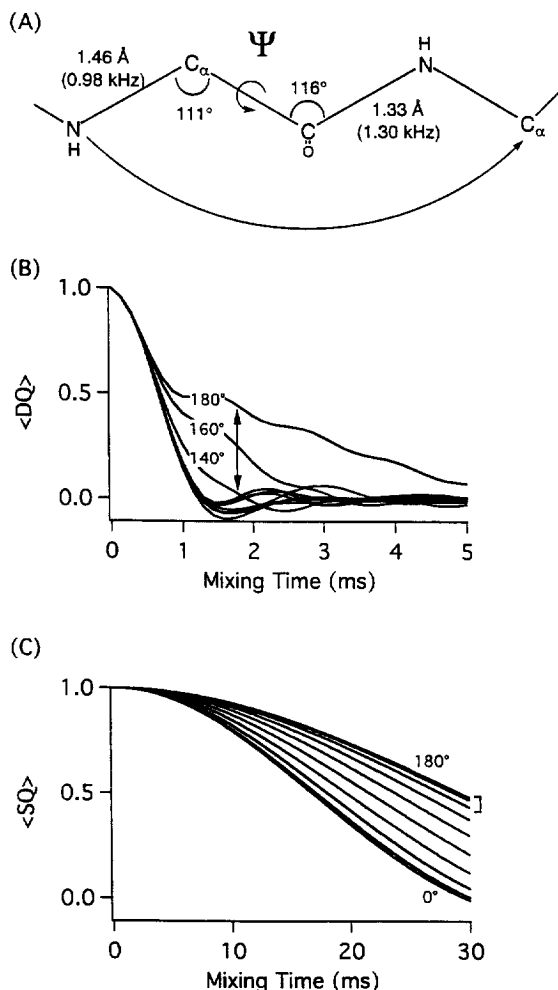 (A)
Ψ
H
1.46 Å
(0.98 kHz)
Cα
116°
N
111°
1.33 Å
(1.30 kHz)
N
H
C
O
Cα
(B)
1.0
<DQ>
0.5
180°
160°
140°
0.0
0 1 2 3 4 5
Mixing Time (ms)
(C)
1.0
180°
<SQ>
0.5
0.0
0°
0 10 20 30
Mixing Time (ms)